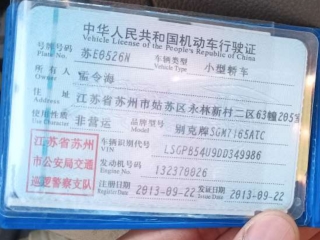 中华人民共和国机动车行驶证
Vehicle License of the People's Republic of China
号牌号码 苏E0526N 车辆类型 小型轿车
Plate No. Vehicle Type
所有人 霍令海
Owner
住址 江苏省苏州市姑苏区永林新村二区63幢205室
Address
使用性质 非营运 品牌型号 别克牌SGM7165ATC
Use Character Model
江苏省苏州 车辆识别代号 LSGPB54U9DD349986
VIN
市公安局交通 发动机号码 132370026
Engine No.
巡逻警察支队 注册日期 2013-09-22 发证日期 2013-09-22
Register Date Issue Date